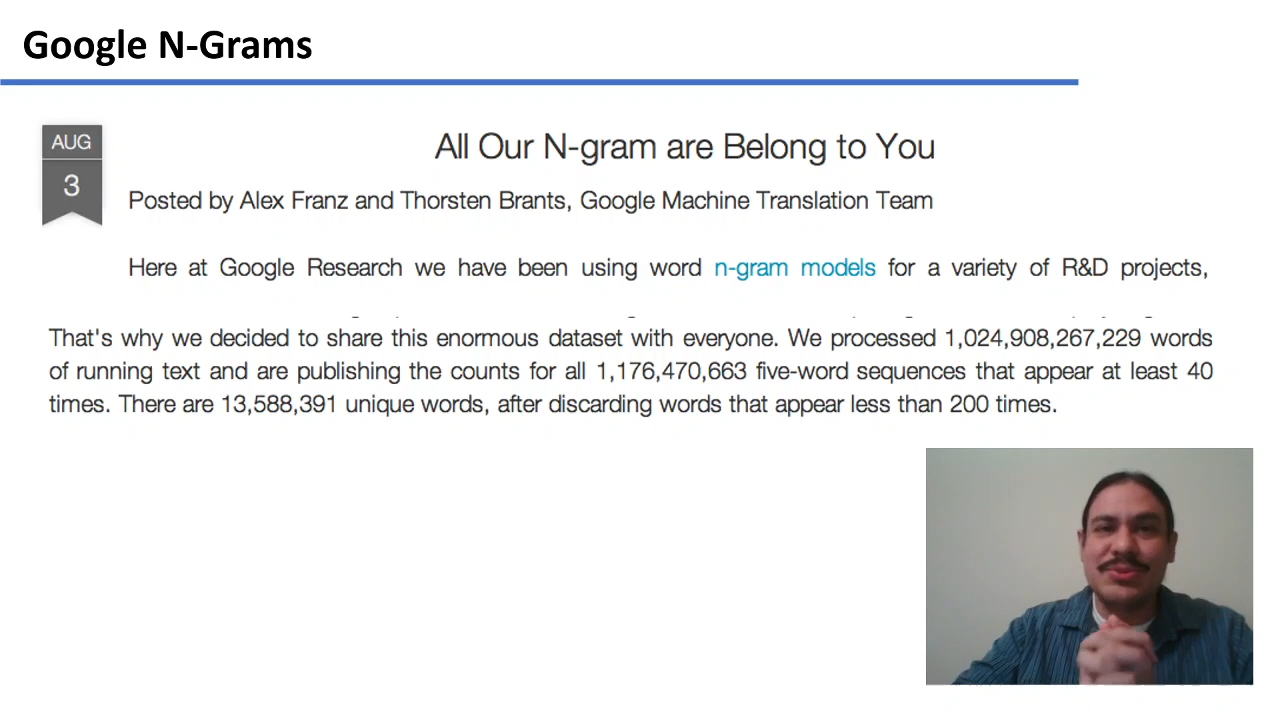 Google N-Grams
AUG
3
All Our N-gram are Belong to You
Posted by Alex Franz and Thorsten Brants, Google Machine Translation Team
Here at Google Research we have been using word n-gram models for a variety of R&D projects,
That's why we decided to share this enormous dataset with everyone. We processed 1,024,908,267,229 words
of running text and are publishing the counts for all 1,176,470,663 five-word sequences that appear at least 40
times. There are 13,588,391 unique words, after discarding words that appear less than 200 times.